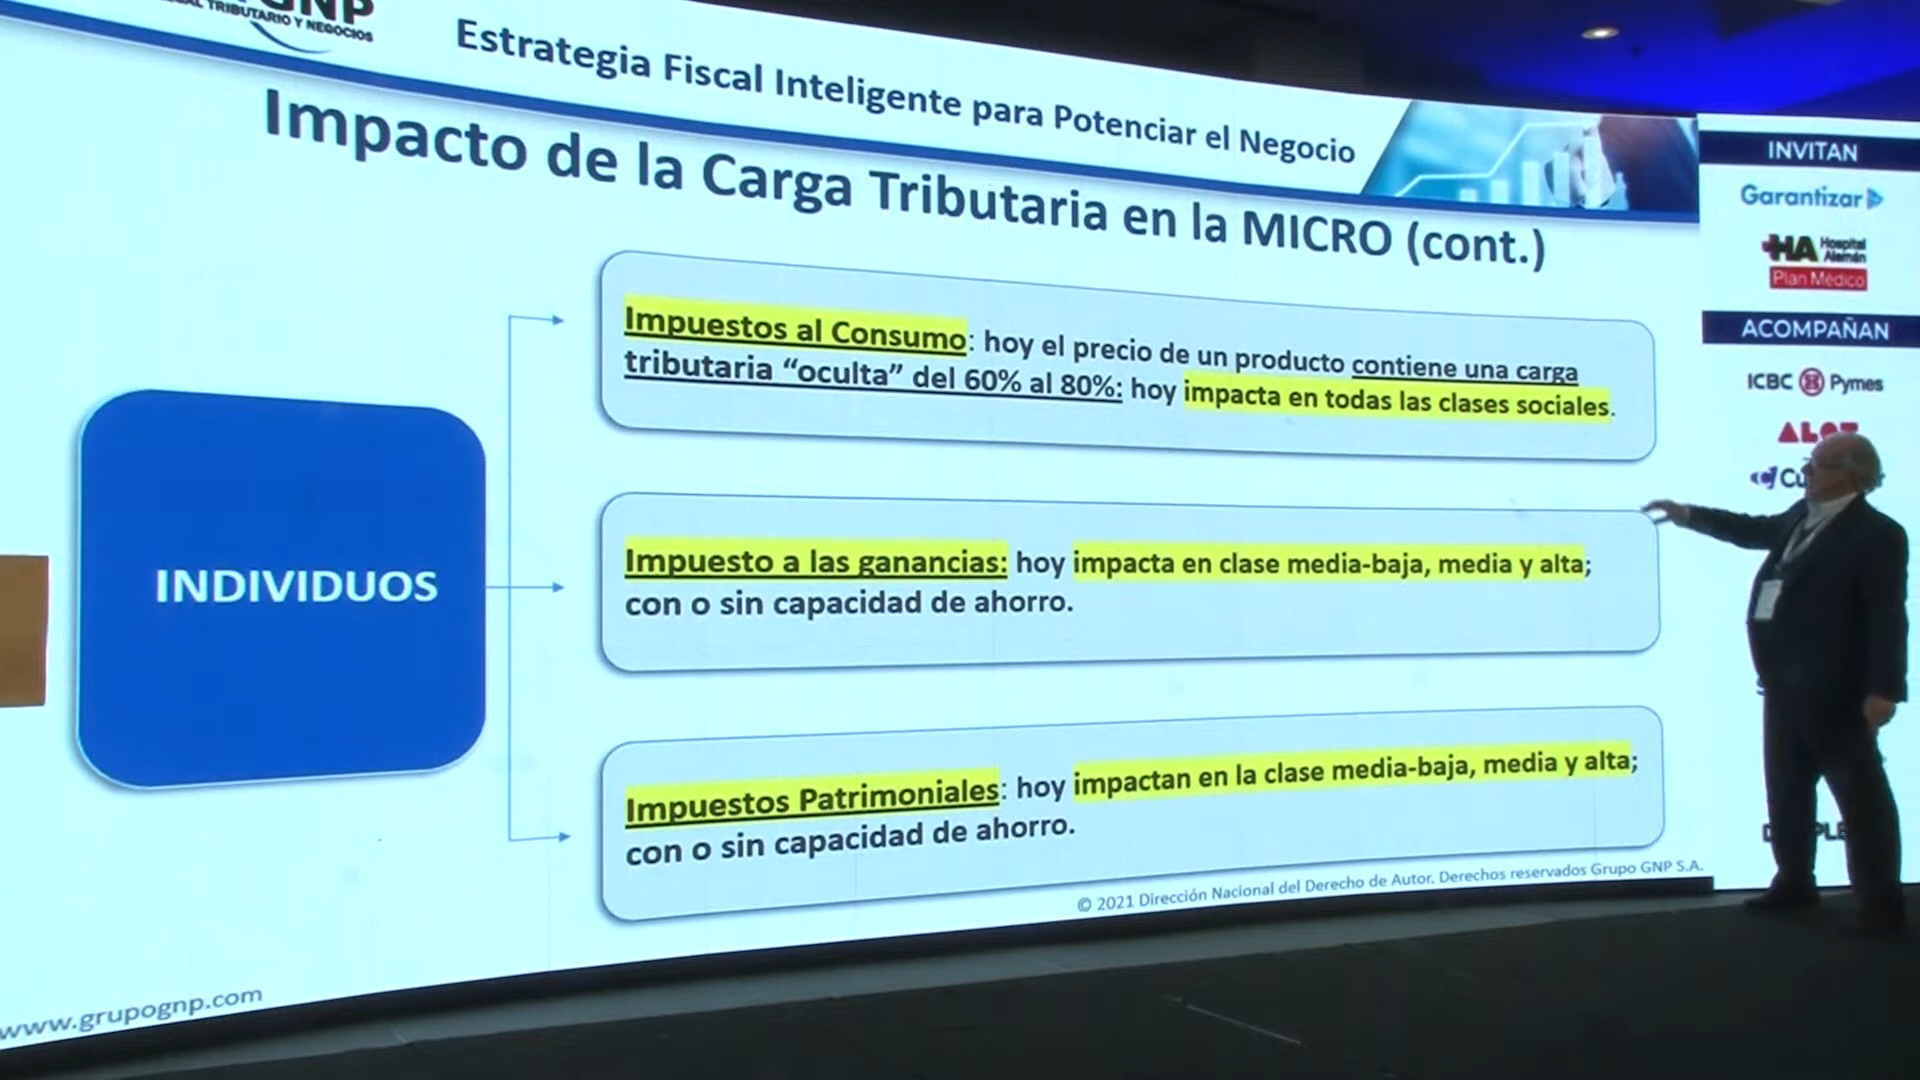 GNP
TRIBUTARIO Y NEGOCIOS
Estrategia Fiscal Inteligente para Potenciar el Negocio
Impacto de la Carga Tributaria en la MICRO (cont.)
INDIVIDUOS
Impuestos al Consumo: hoy el precio de un producto contiene una carga
tributaria “oculta” del 60% al 80%: hoy impacta en todas las clases sociales.
Impuesto a las ganancias: hoy impacta en clase media-baja, media y alta;
con o sin capacidad de ahorro.
Impuestos Patrimoniales: hoy impactan en la clase media-baja, media y alta;
con o sin capacidad de ahorro.
© 2021 Dirección Nacional del Derecho de Autor. Derechos reservados Grupo GNP S.A.
www.grupognp.com
INVITAN
Garantizar
HA Hospital
Alemán
Plan Médico
ACOMPAÑAN
ICBC Pymes